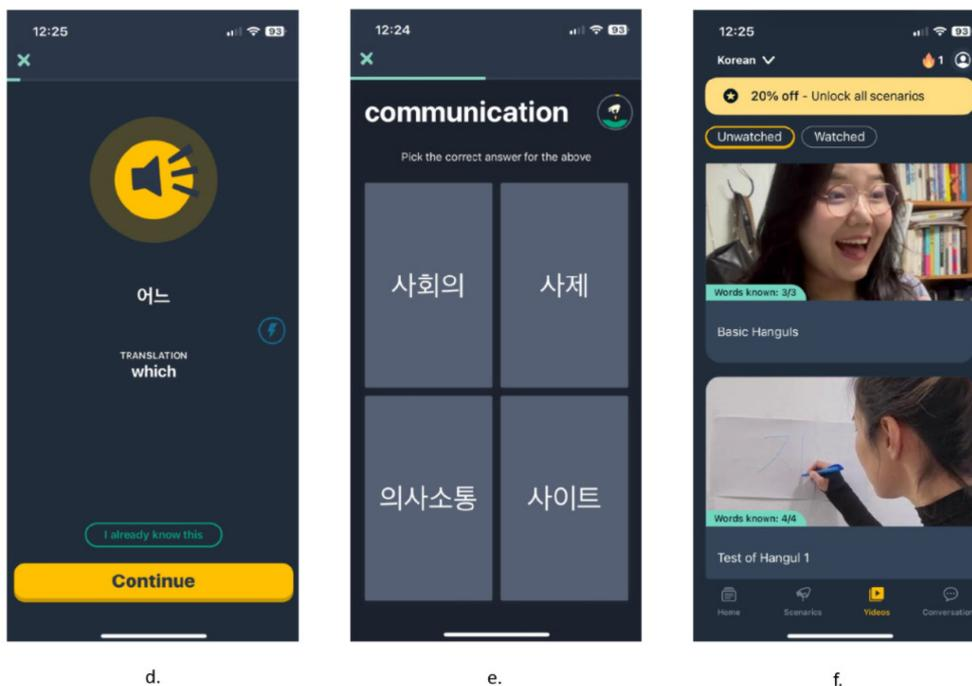 12:25
93
어느
TRANSLATION
which
I already know this
Continue
d.
12:24
93
communication
Pick the correct answer for the above
사회의
사제
의사소통
사이트
e.
12:25
93
Korean
1
20% off - Unlock all scenarios
Unwatched
Watched
Words known: 3/3
Basic Hanguls
기
Words known: 4/4
Test of Hangul 1
Home
Scenarios
Videos
Conversation
f.